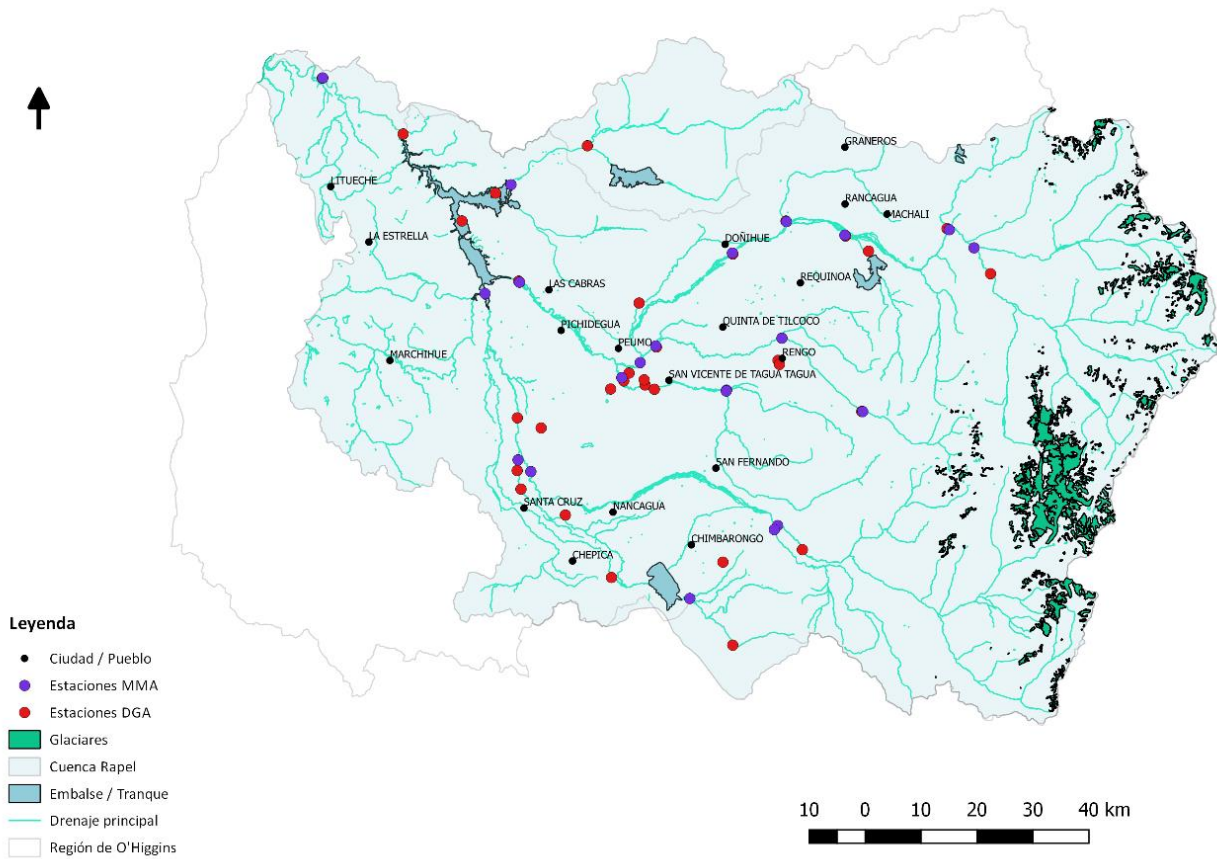 GRANEROS
LITUECHE
RANCAGUA
MACHALI
LA ESTRELLA
DOÑIHUE
LAS CABRAS
REQUINOA
PICHIDEGUA
QUINTA DE TILCOCO
PEUMO
MARCHIHUE
RENGO
SAN VICENTE DE TAGUA TAGUA
SAN FERNANDO
SANTA CRUZ
NANCAGUA
CHIMBARONGO
CHEPICA
Leyenda
Ciudad / Pueblo
Estaciones MMA
Estaciones DGA
Glaciares
Cuenca Rapel
Embalse / Tranque
Drenaje principal
Región de O'Higgins
10 0 10 20 30 40 km